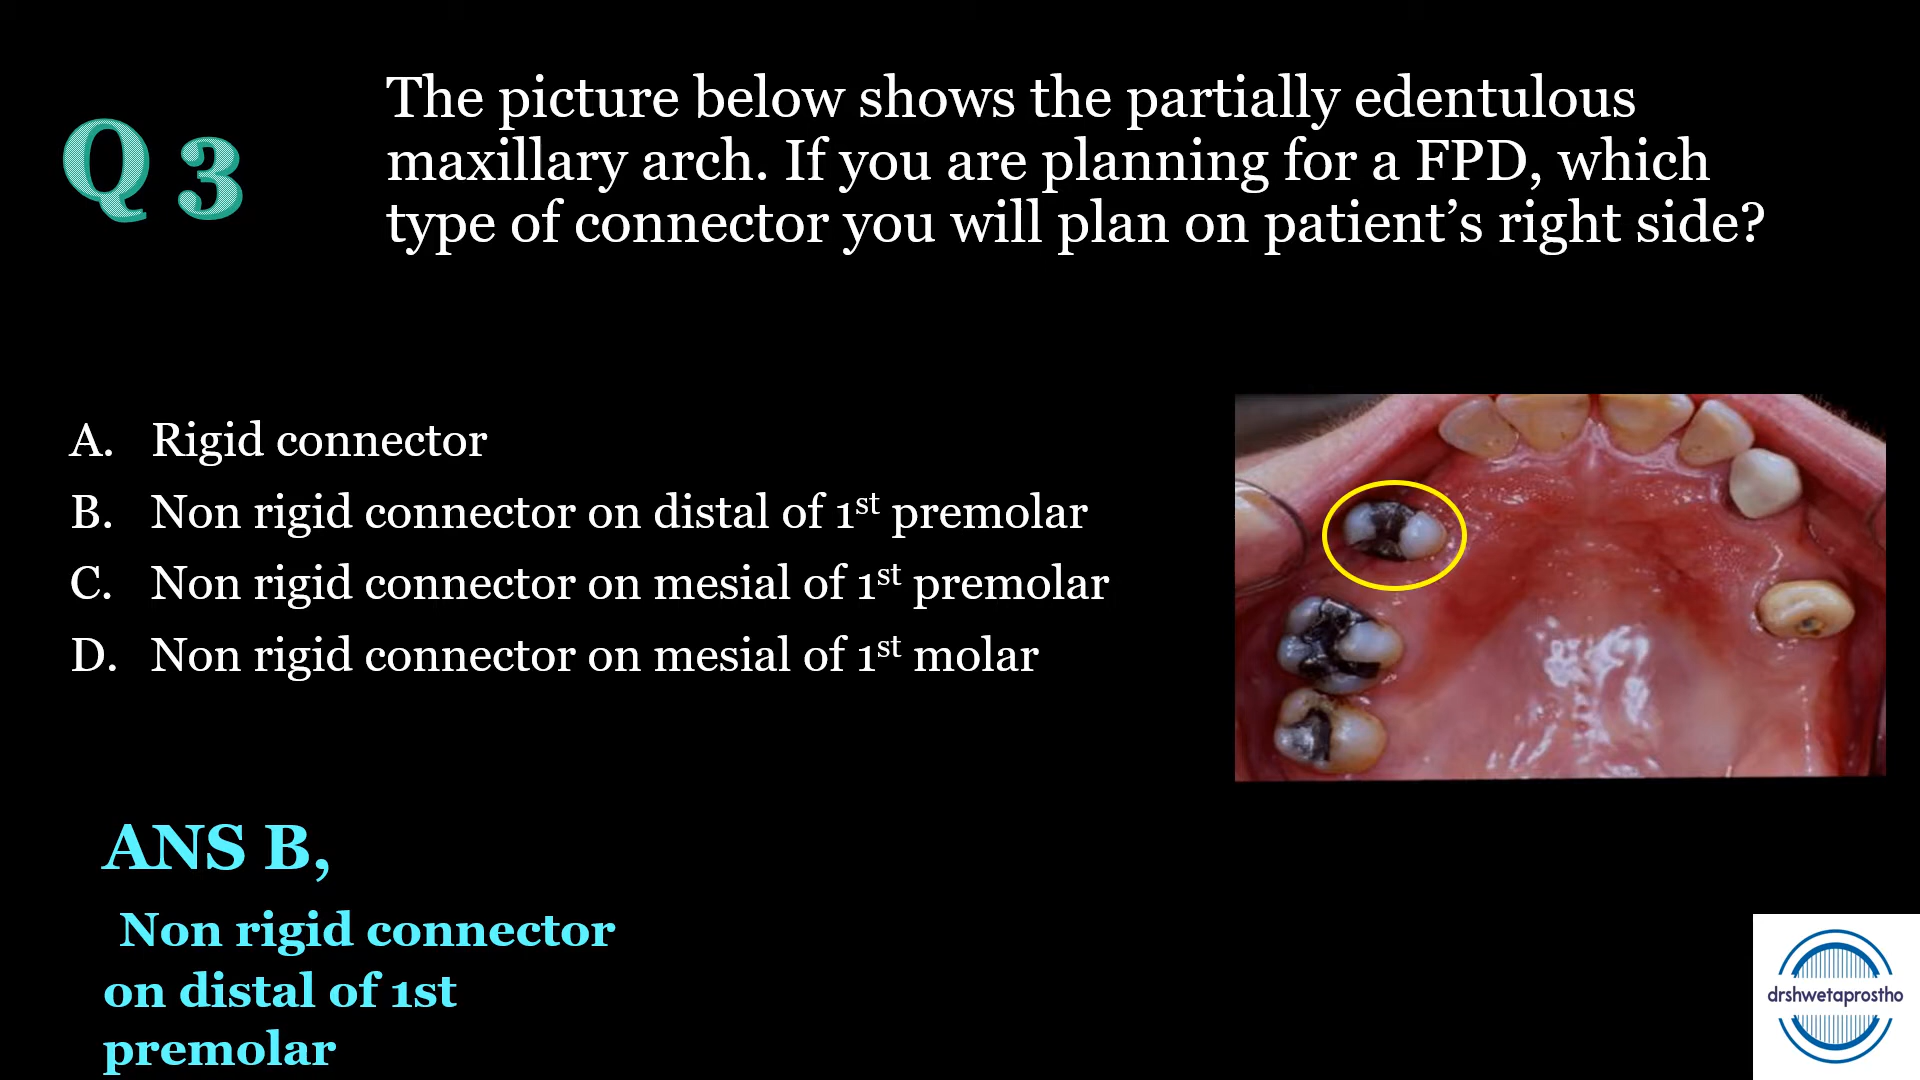 Q 3
The picture below shows the partially edentulous
maxillary arch. If you are planning for a FPD, which
type of connector you will plan on patient’s right side?
A. Rigid connector
B. Non rigid connector on distal of 1st premolar
C. Non rigid connector on mesial of 1st premolar
D. Non rigid connector on mesial of 1st molar
ANS B,
Non rigid connector
on distal of 1st
premolar
drshwetaprostho